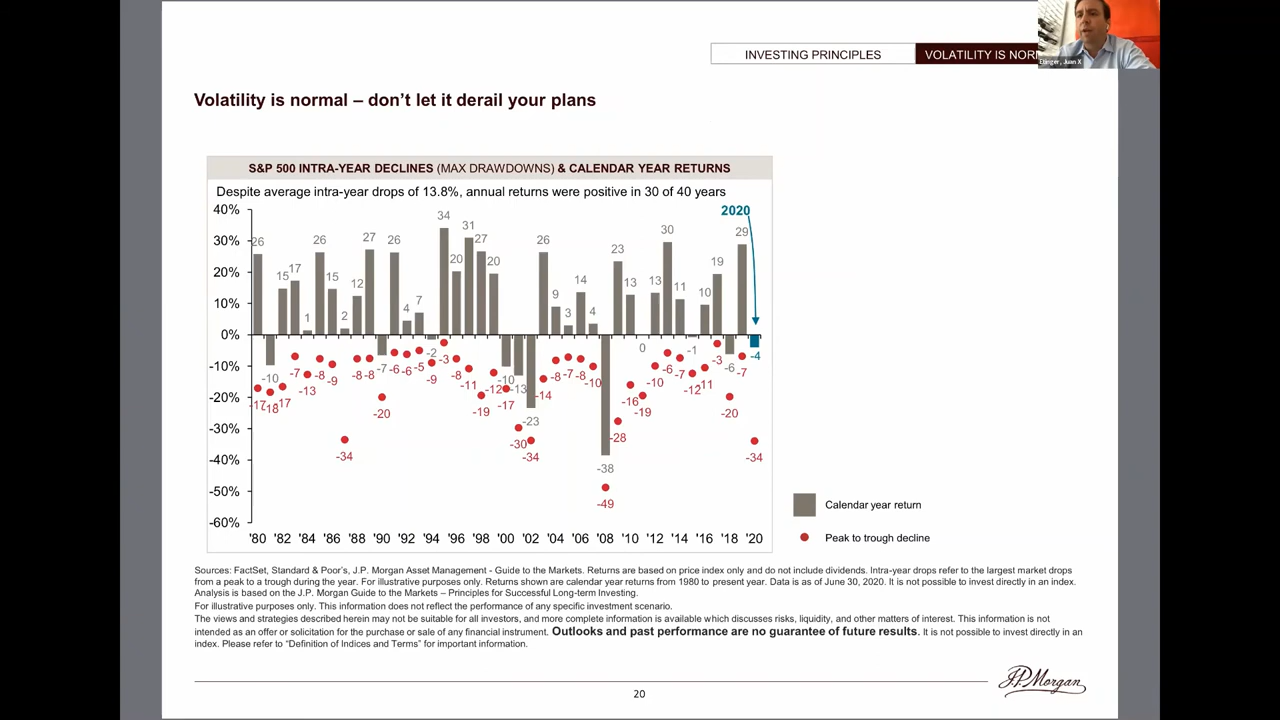 INVESTING PRINCIPLES
VOLATILITY IS NOR
Etinger, Juan X
Volatility is normal – don't let it derail your plans
S&P 500 INTRA-YEAR DECLINES (MAX DRAWDOWNS) & CALENDAR YEAR RETURNS
Despite average intra-year drops of 13.8%, annual returns were positive in 30 of 40 years
40%
30%
20%
10%
0%
-10%
-20%
-30%
-40%
-50%
-60%
2020
26 -10 15 17 1 26 15 2 12 27 -7 26 4 7 -2 34 20 31 27 20 -10 -13 -23 26 9 3 14 4 -38 23 13 0 13 30 11 -1 10 19 -6 29 -4
-17 -18 -17 -7 -13 -8 -9 -34 -8 -8 -20 -6 -6 -5 -9 -3 -8 -11 -19 -12 -17 -30 -34 -14 -8 -7 -8 -10 -49 -28 -16 -19 -10 -6 -7 -12 -11 -3 -20 -7 -34
'80 '82 '84 '86 '88 '90 '92 '94 '96 '98 '00 '02 '04 '06 '08 '10 '12 '14 '16 '18 '20
Calendar year return
Peak to trough decline
Sources: FactSet, Standard & Poor's, J.P. Morgan Asset Management - Guide to the Markets. Returns are based on price index only and do not include dividends. Intra-year drops refer to the largest market drops
from a peak to a trough during the year. For illustrative purposes only. Returns shown are calendar year returns from 1980 to present year. Data is as of June 30, 2020. It is not possible to invest directly in an index.
Analysis is based on the J.P. Morgan Guide to the Markets – Principles for Successful Long-term Investing.
For illustrative purposes only. This information does not reflect the performance of any specific investment scenario.
The views and strategies described herein may not be suitable for all investors, and more complete information is available which discusses risks, liquidity, and other matters of interest. This information is not
intended as an offer or solicitation for the purchase or sale of any financial instrument. Outlooks and past performance are no guarantee of future results. It is not possible to invest directly in an
index. Please refer to "Definition of Indices and Terms" for important information.
J.P. Morgan
20